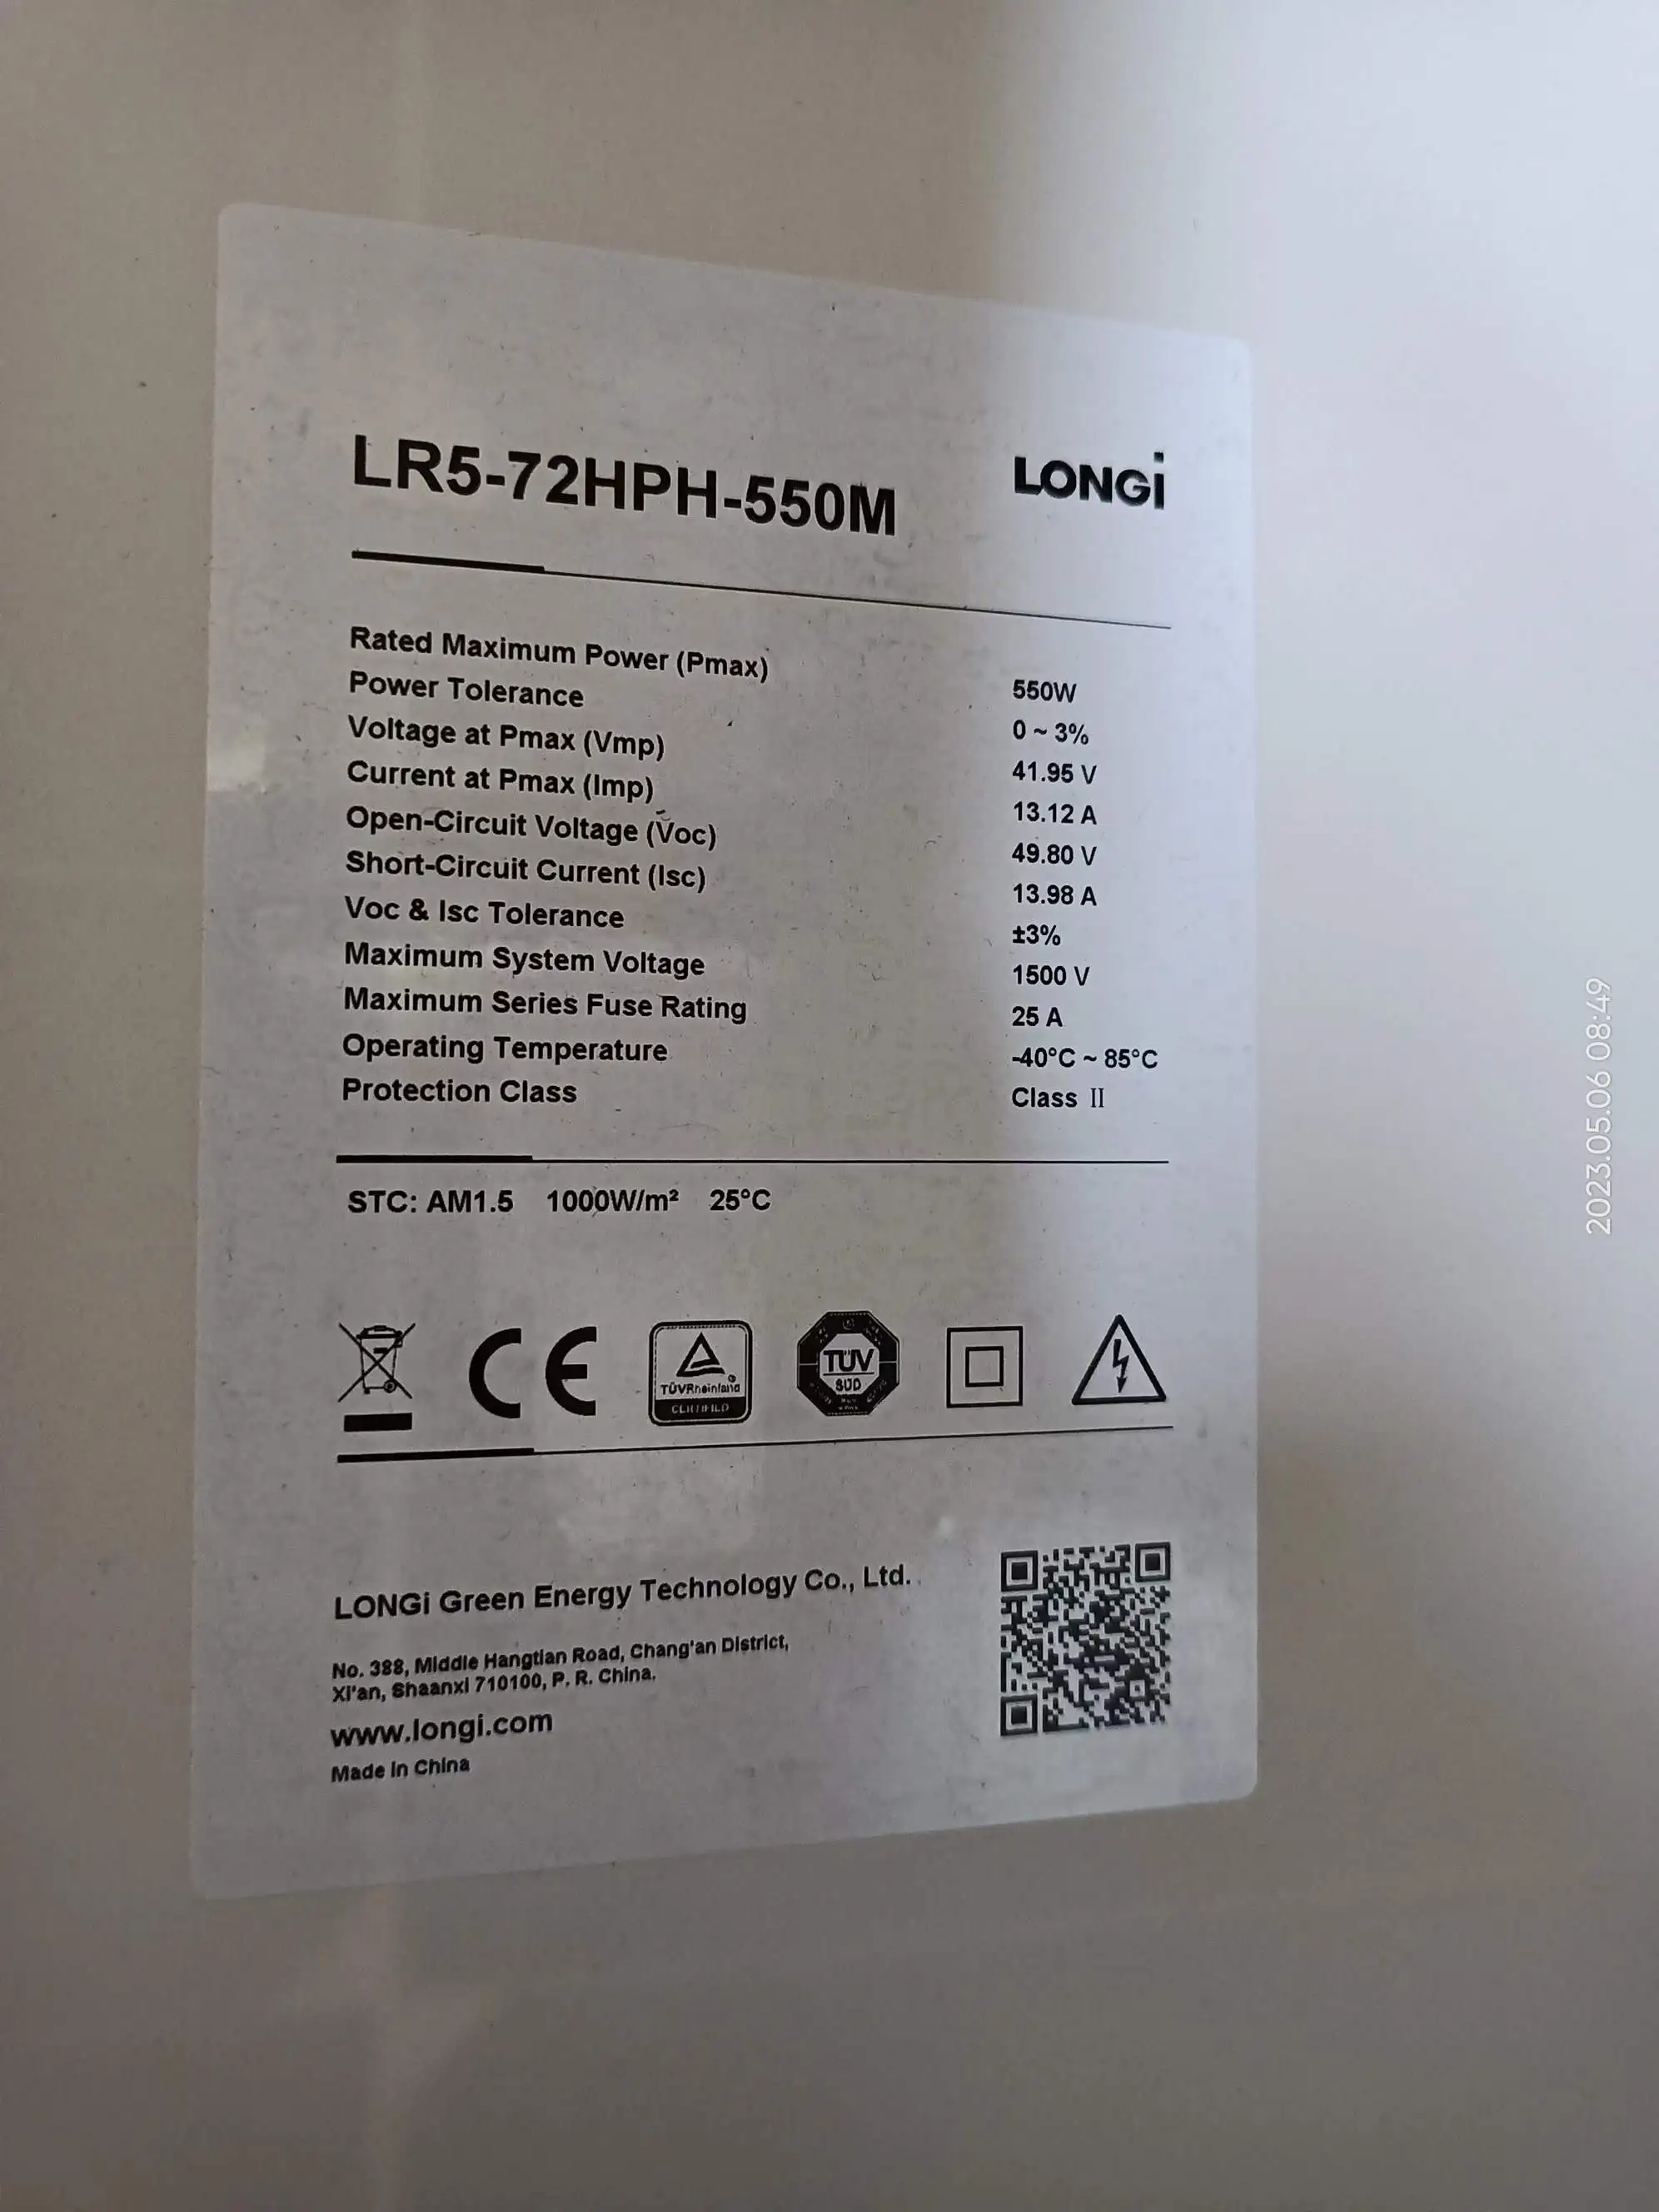 LR5-72HPH-550M LONGi
Rated Maximum Power (Pmax) 550W
Power Tolerance 0 ~ 3%
Voltage at Pmax (Vmp) 41.95 V
Current at Pmax (Imp) 13.12 A
Open-Circuit Voltage (Voc) 49.80 V
Short-Circuit Current (Isc) 13.98 A
Voc & Isc Tolerance ±3%
Maximum System Voltage 1500 V
Maximum Series Fuse Rating 25 A
Operating Temperature -40°C ~ 85°C
Protection Class Class II
STC: AM1.5 1000W/m² 25°C
CE
TÜVRheinland®
CERTIFIED
TÜV
SÜD
LONGi Green Energy Technology Co., Ltd.
No. 388, Middle Hangtian Road, Chang'an District,
Xi'an, Shaanxi 710100, P. R. China.
www.longi.com
Made in China
2023.05.06 08:49